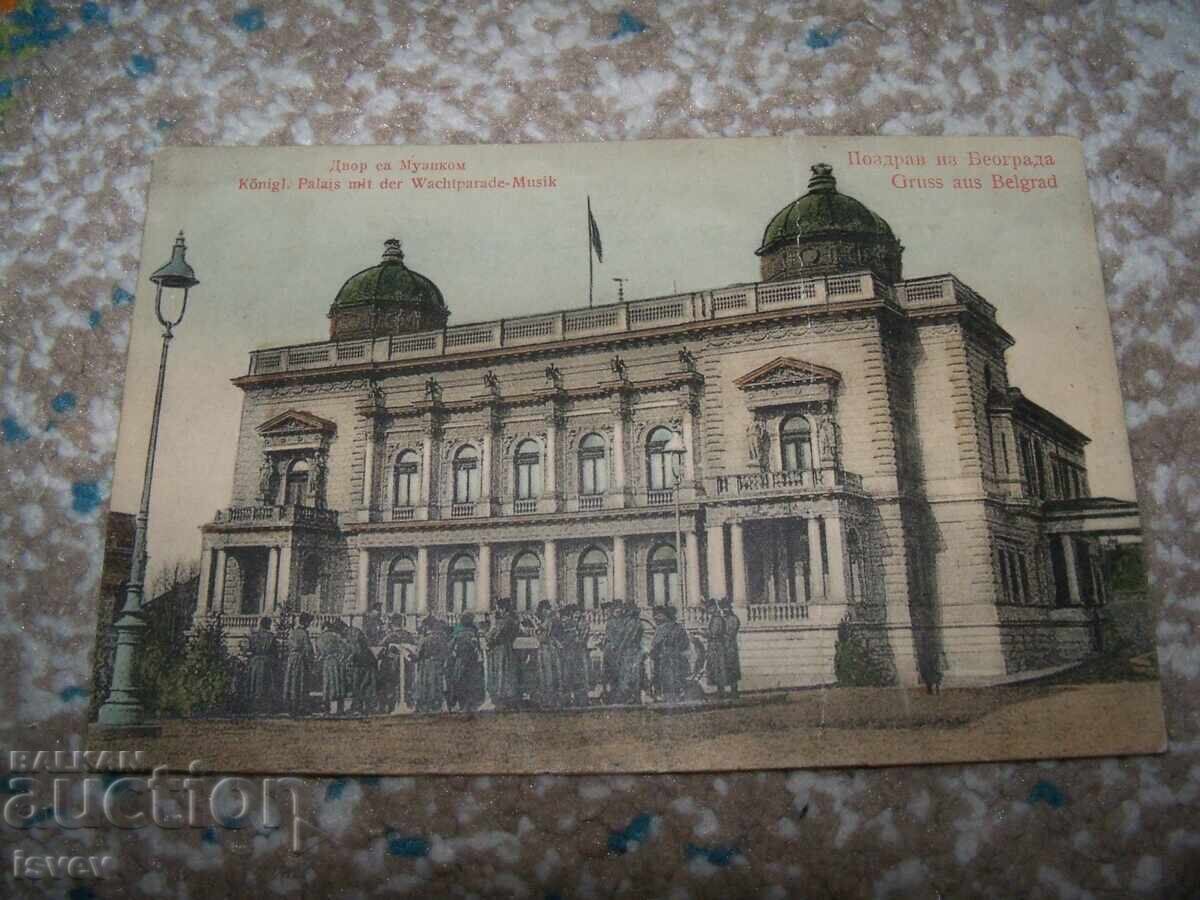 Двор са Музиком
Königl. Palais mit der Wachtparade-Musik
Поздрав из Београда
Gruss aus Belgrad
BALKAN
auction
isvev